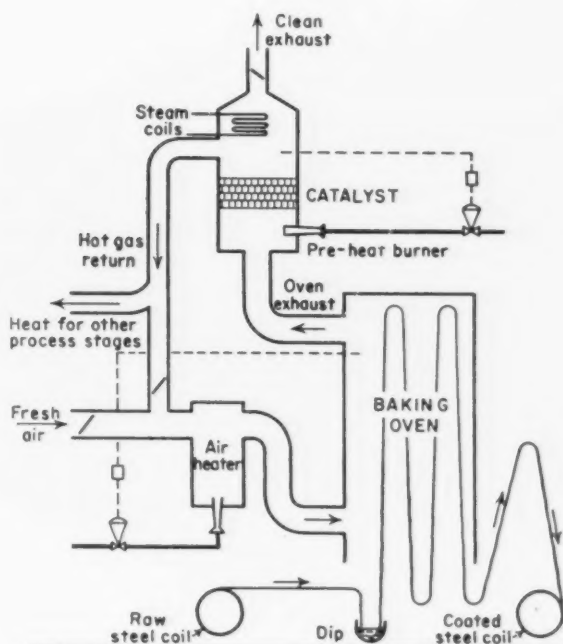 Clean
exhaust
Steam
coils
CATALYST
Hot gas
return
Pre-heat burner
Oven
exhaust
Heat for other
process stages
BAKING
OVEN
Fresh
air
Air
heater
Raw
steel coil
Dip
Coated
steel coil